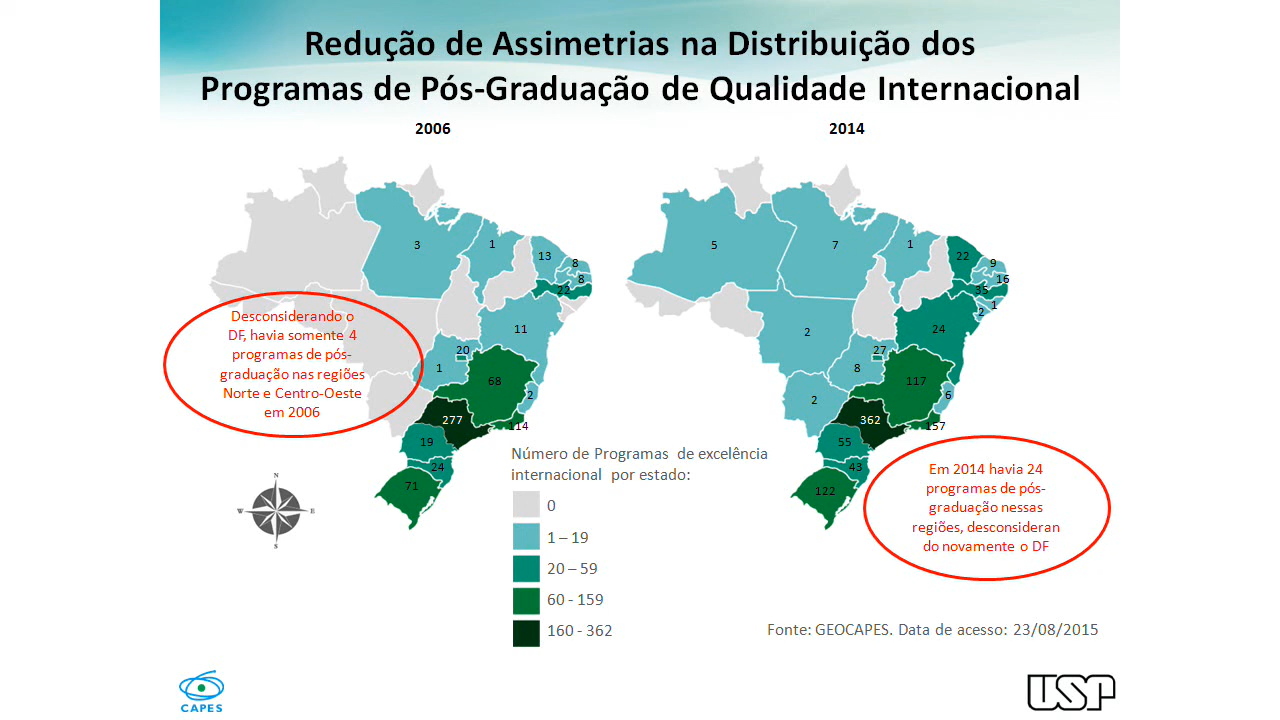 Redução de Assimetrias na Distribuição dos
Programas de Pós-Graduação de Qualidade Internacional
2006
2014
3
1
13
8
8
22
11
20
1
68
2
277
114
19
24
71
5
7
1
22
9
16
35
1
2
24
2
27
8
117
2
6
362
157
55
43
122
Desconsiderando o
DF, havia somente 4
programas de pós-
graduação nas regiões
Norte e Centro-Oeste
em 2006
Em 2014 havia 24
programas de pós-
graduação nessas
regiões, desconsideran
do novamente o DF
N
W
E
S
Número de Programas de excelência
internacional por estado:
0
1 – 19
20 – 59
60 - 159
160 - 362
Fonte: GEOCAPES. Data de acesso: 23/08/2015
CAPES
USP